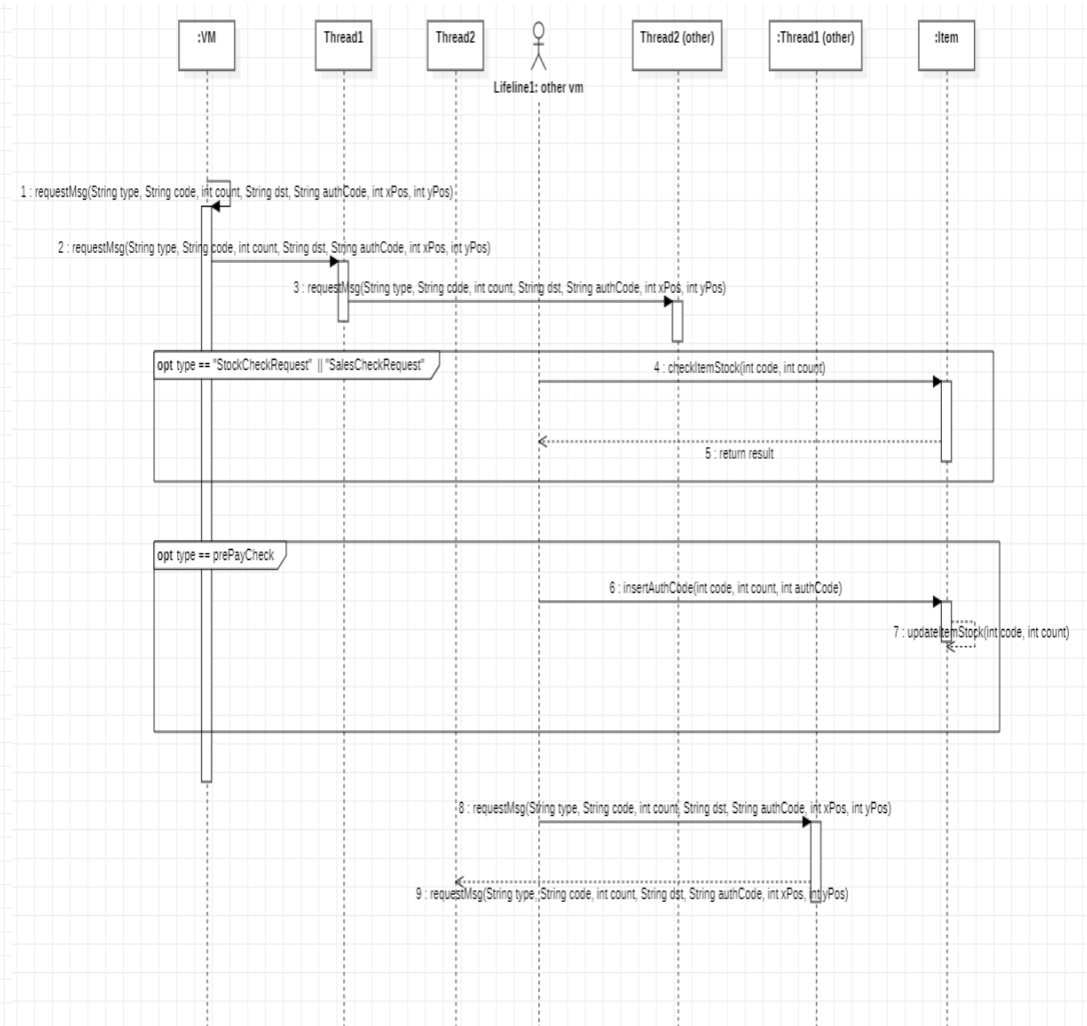 :VM
Thread1
Thread2
Lifeline1: other vm
Thread2 (other)
:Thread1 (other)
:Item
1 : requestMsg(String type, String code, int count, String dst, String authCode, int xPos, int yPos)
2 : requestMsg(String type, String code, int count, String dst, String authCode, int xPos, int yPos)
3 : requestMsg(String type, String code, int count, String dst, String authCode, int xPos, int yPos)
opt type == "StockCheckRequest" || "SalesCheckRequest"
4 : checkItemStock(int code, int count)
5 : return result
opt type == prePayCheck
6 : insertAuthCode(int code, int count, int authCode)
7 : updateItemStock(int code, int count)
8 : requestMsg(String type, String code, int count, String dst, String authCode, int xPos, int yPos)
9 : requestMsg(String type, String code, int count, String dst, String authCode, int xPos, int yPos)